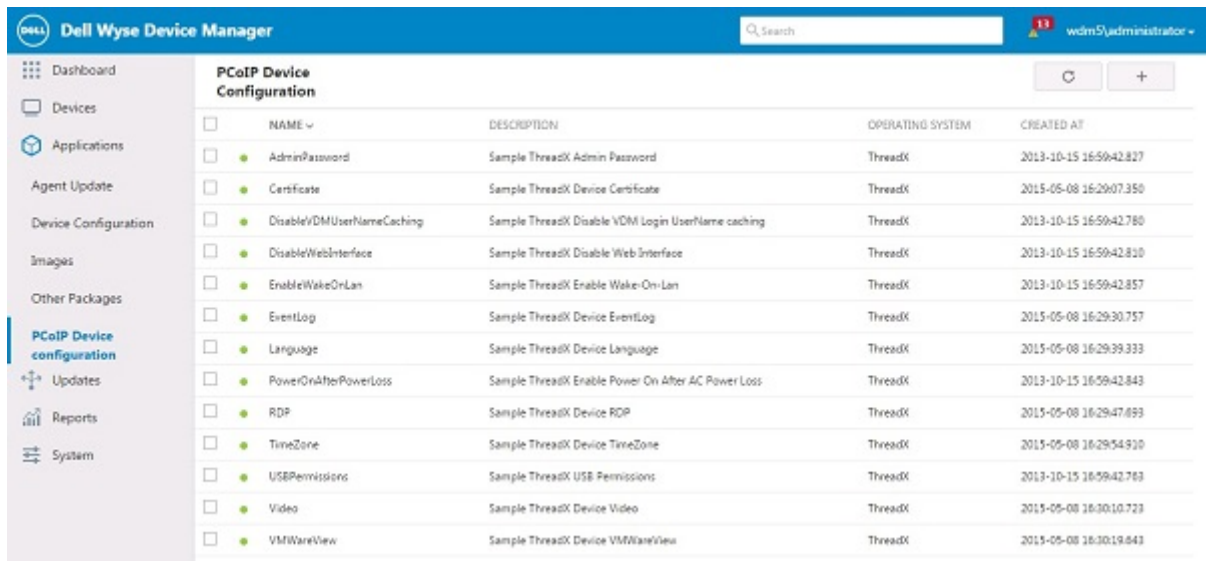 DELL Dell Wyse Device Manager Search 13 wdm5\administrator
Dashboard
Devices
Applications
Agent Update
Device Configuration
Images
Other Packages
PCoIP Device
configuration
Updates
Reports
System
PCoIP Device
Configuration
NAME DESCRIPTION OPERATING SYSTEM CREATED AT
AdminPassword Sample ThreadX Admin Password ThreadX 2013-10-15 16:59:42.827
Certificate Sample ThreadX Device Certificate ThreadX 2015-05-08 16:29:07.350
DisableVDMUserNameCaching Sample ThreadX Disable VDM Login UserName caching ThreadX 2013-10-15 16:59:42.780
DisableWebInterface Sample ThreadX Disable Web Interface ThreadX 2013-10-15 16:59:42.810
EnableWakeOnLan Sample ThreadX Enable Wake-On-Lan ThreadX 2013-10-15 16:59:42.857
EventLog Sample ThreadX Device EventLog ThreadX 2015-05-08 16:29:30.757
Language Sample ThreadX Device Language ThreadX 2015-05-08 16:29:39.333
PowerOnAfterPowerLoss Sample ThreadX Enable Power On After AC Power Loss ThreadX 2013-10-15 16:59:42.843
RDP Sample ThreadX Device RDP ThreadX 2015-05-08 16:29:47.693
TimeZone Sample ThreadX Device TimeZone ThreadX 2015-05-08 16:29:54.910
USBPermissions Sample ThreadX USB Permissions ThreadX 2013-10-15 16:59:42.763
Video Sample ThreadX Device Video ThreadX 2015-05-08 16:30:10.723
VMWareView Sample ThreadX Device VMWareView ThreadX 2015-05-08 16:30:19.643